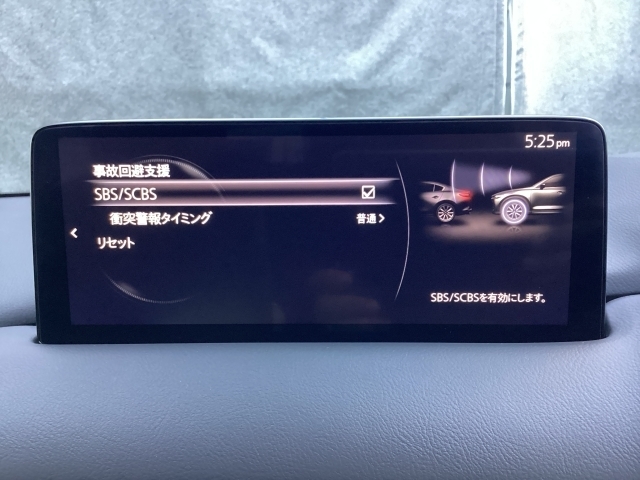 5:25pm
事故回避支援
SBS/SCBS
衝突警報タイミング 普通
リセット
SBS/SCBSを有効にします。